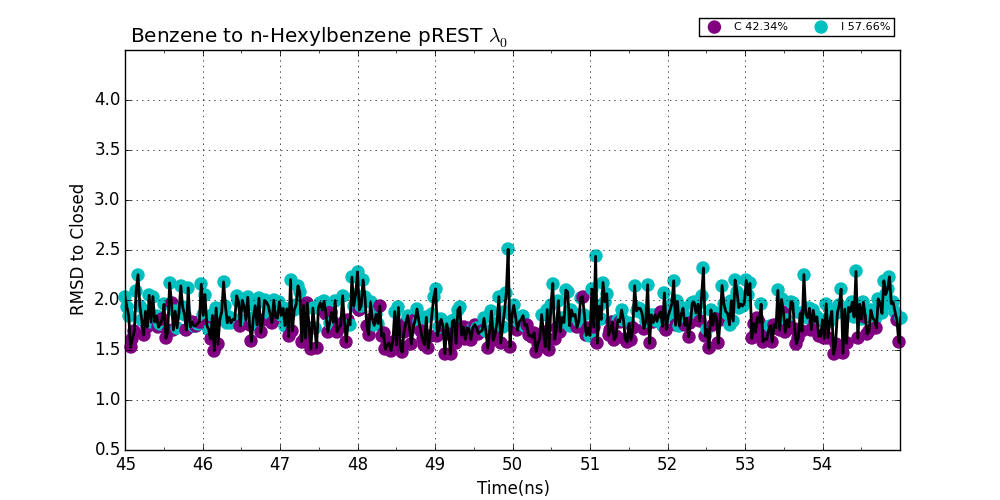 Benzene to n-Hexylbenzene pREST λ₀
C 42.34% I 57.66%
4.0
3.5
3.0
2.5
2.0
1.5
1.0
0.5
RMSD to Closed
45 46 47 48 49 50 51 52 53 54
Time(ns)